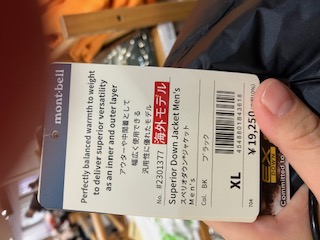 mont-bell
Perfectly balanced warmth to weight
to deliver superior versatility
as an inner and outer layer
アウターや中間着として
幅広く使用できる
汎用性に優れたモデル
No. #2301377 海外モデル
Superior Down Jacket Men's
スペリオダウンジャケット
Men's
Col. BK ブラック
XL
¥19,250
EX
DOWN
Committed to